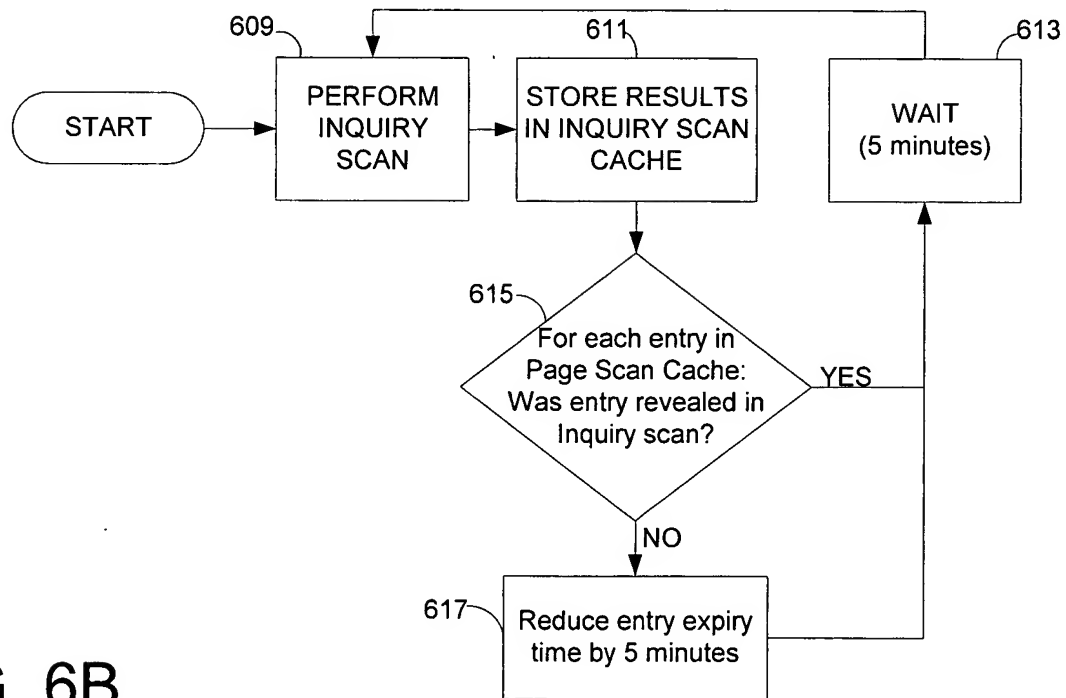 609
611
613
START
PERFORM
INQUIRY
SCAN
STORE RESULTS
IN INQUIRY SCAN
CACHE
WAIT
(5 minutes)
615
For each entry in
Page Scan Cache:
Was entry revealed in
Inquiry scan?
YES
NO
617
Reduce entry expiry
time by 5 minutes
6B